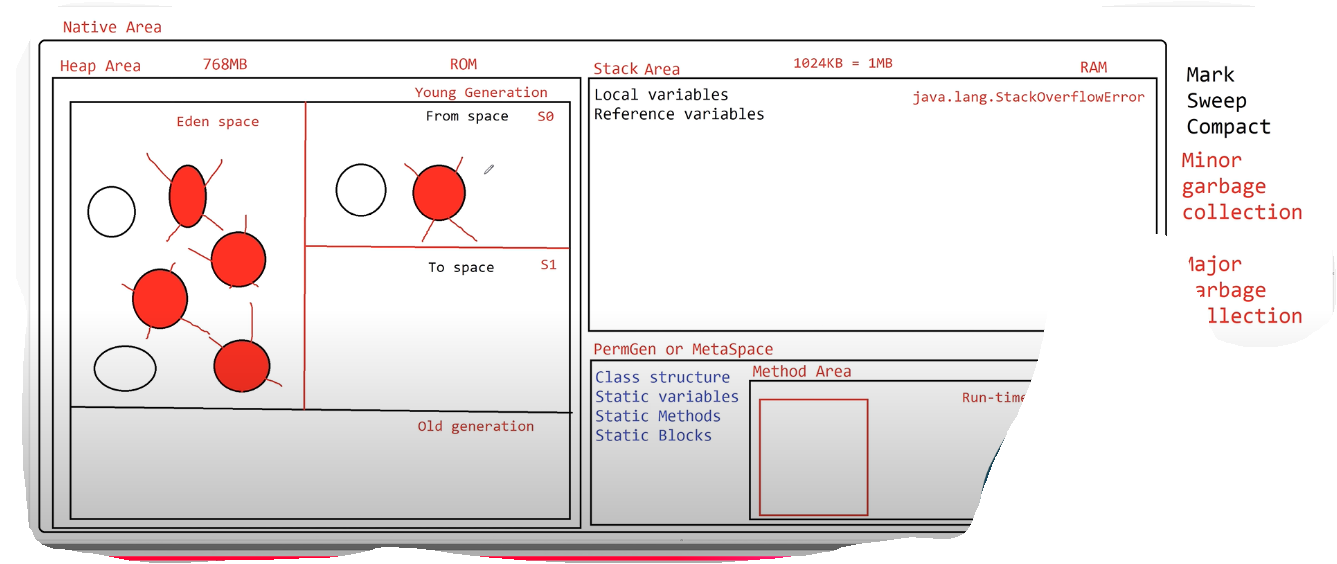 Native Area
Heap Area 768MB ROM
Young Generation
Eden space
From space S0
To space S1
Old generation
Stack Area 1024KB = 1MB RAM
Local variables java.lang.StackOverflowError
Reference variables
PermGen or MetaSpace
Class structure
Static variables
Static Methods
Static Blocks
Method Area
Run-time
Mark
Sweep
Compact
Minor
garbage
collection